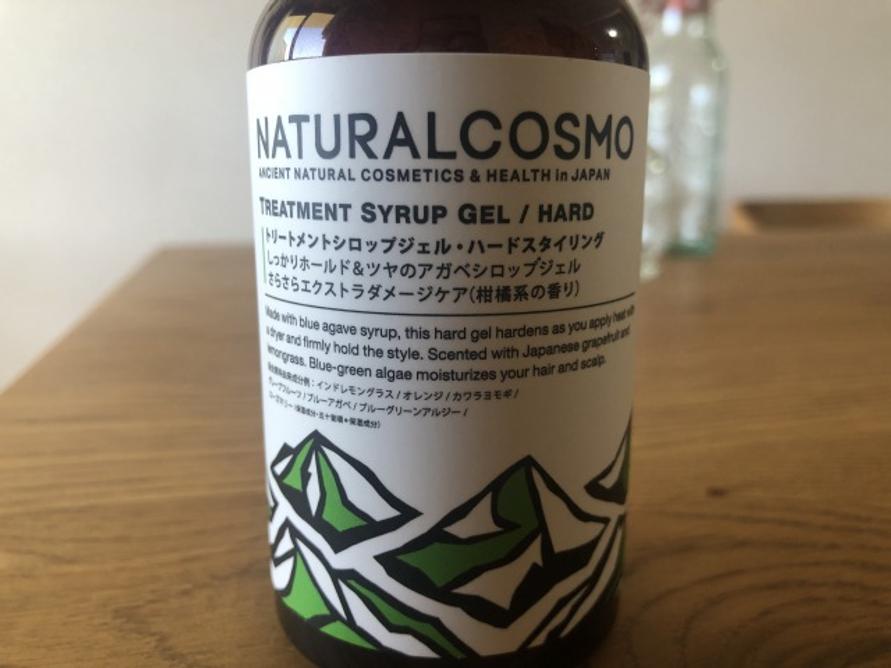 NATURALCOSMO
ANCIENT NATURAL COSMETICS & HEALTH in JAPAN
TREATMENT SYRUP GEL / HARD
トリートメントシロップジェル・ハードスタイリング
しっかりホールド&ツヤのアガベシロップジェル
さらさらエクストラダメージケア(柑橘系の香り)
Made with blue agave syrup, this hard gel hardens as you apply heat with
a dryer and firmly hold the style. Scented with Japanese grapefruit and
lemongrass. Blue-green algae moisturizes your hair and scalp.
インドレモングラス / オレンジ / カワラヨモギ /
グレープフルーツ / ブルーアガベ / ブルーグリーンアルジー /
ローズマリー